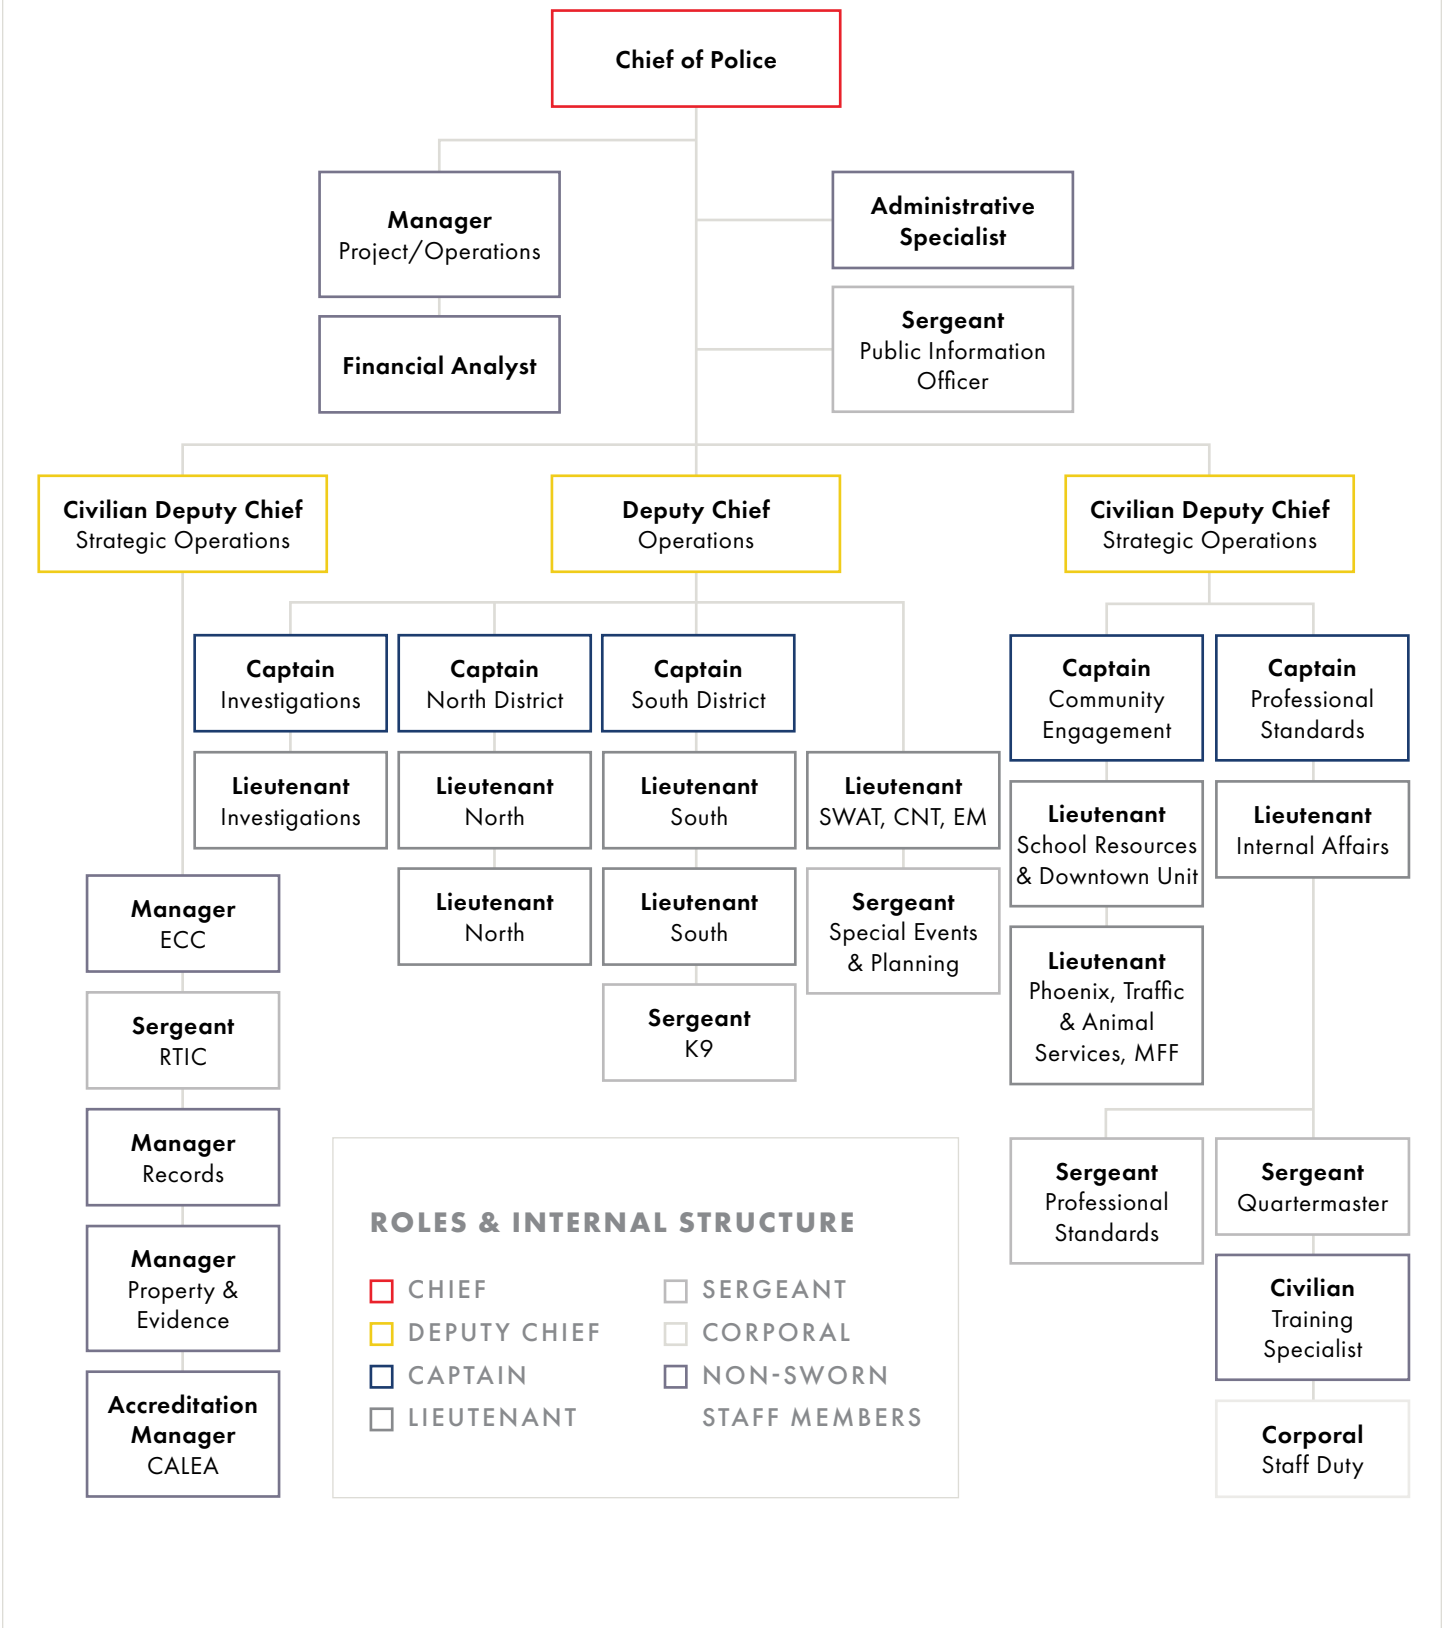 Chief of Police
Manager
Project/Operations
Administrative
Specialist
Financial Analyst
Sergeant
Public Information
Officer
Civilian Deputy Chief
Strategic Operations
Deputy Chief
Operations
Civilian Deputy Chief
Strategic Operations
Captain
Investigations
Captain
North District
Captain
South District
Captain
Community
Engagement
Captain
Professional
Standards
Lieutenant
Investigations
Lieutenant
North
Lieutenant
South
Lieutenant
SWAT, CNT, EM
Lieutenant
School Resources
& Downtown Unit
Lieutenant
Internal Affairs
Manager
ECC
Lieutenant
North
Lieutenant
South
Sergeant
Special Events
& Planning
Lieutenant
Phoenix, Traffic
& Animal
Services, MFF
Sergeant
RTIC
Sergeant
K9
Manager
Records
Sergeant
Professional
Standards
Sergeant
Quartermaster
Manager
Property &
Evidence
Civilian
Training
Specialist
Accreditation
Manager
CALEA
Corporal
Staff Duty
ROLES & INTERNAL STRUCTURE
CHIEF
DEPUTY CHIEF
CAPTAIN
LIEUTENANT
SERGEANT
CORPORAL
NON-SWORN
STAFF MEMBERS